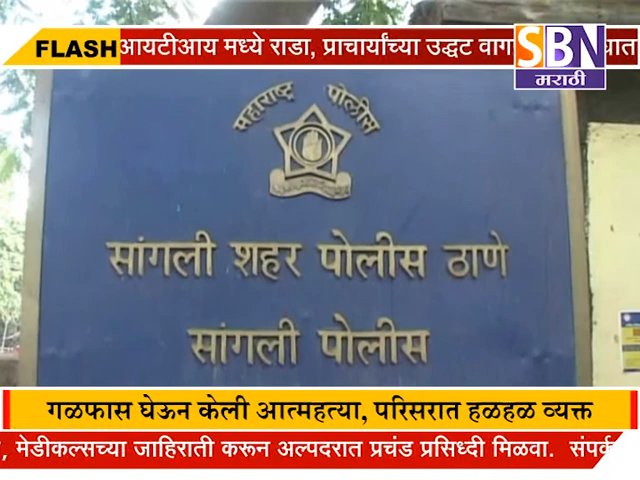 FLASH आयटीआय मध्ये राडा, प्राचार्यांच्या उद्धट
SBN
मराठी
महाराष्ट्र पोलीस
सांगली शहर पोलीस ठाणे
सांगली पोलीस
गळफास घेऊन केली आत्महत्या, परिसरात हळहळ व्यक्त
, मेडीकल्सच्या जाहिराती करून अल्पदरात प्रचंड प्रसिध्दी मिळवा. संपर्क